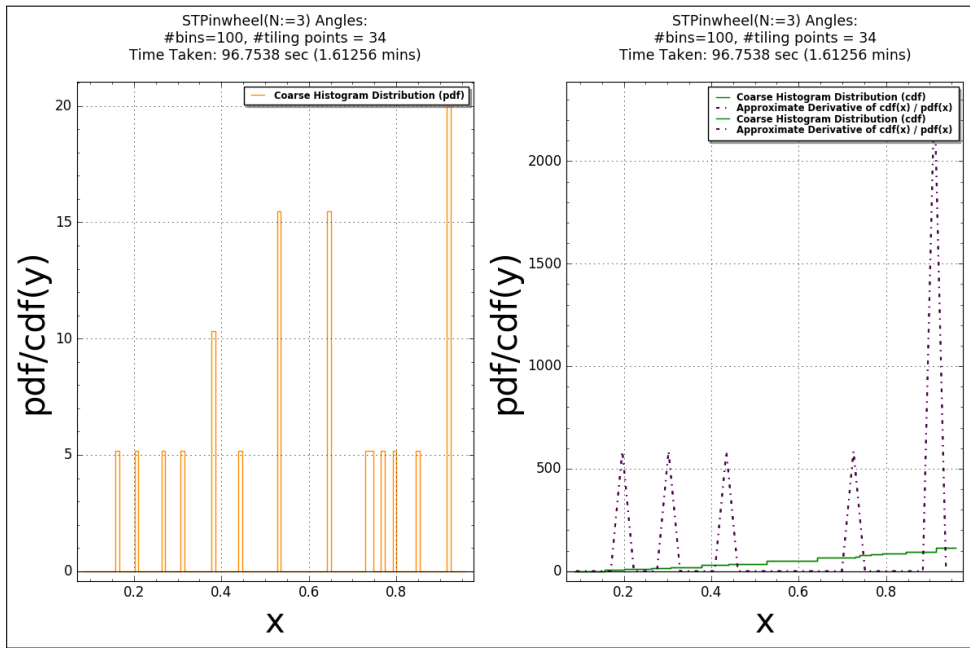 STPinwheel(N:=3) Angles:
#bins=100, #tiling points = 34
Time Taken: 96.7538 sec (1.61256 mins)
Coarse Histogram Distribution (pdf)
20
15
10
5
0
pdf/cdf(y)
0.2 0.4 0.6 0.8
x
STPinwheel(N:=3) Angles:
#bins=100, #tiling points = 34
Time Taken: 96.7538 sec (1.61256 mins)
Coarse Histogram Distribution (cdf)
Approximate Derivative of cdf(x) / pdf(x)
Coarse Histogram Distribution (cdf)
Approximate Derivative of cdf(x) / pdf(x)
2000
1500
1000
500
0
pdf/cdf(y)
0.2 0.4 0.6 0.8
x